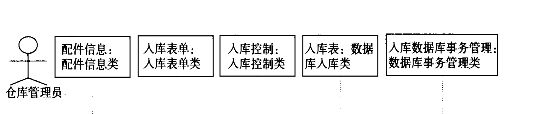 配件信息：
配件信息类
入库表单：
入库表单类
入库控制：
入库控制类
入库表：数据
库入库类
入库数据库事务管理：
数据库事务管理类
仓库管理员